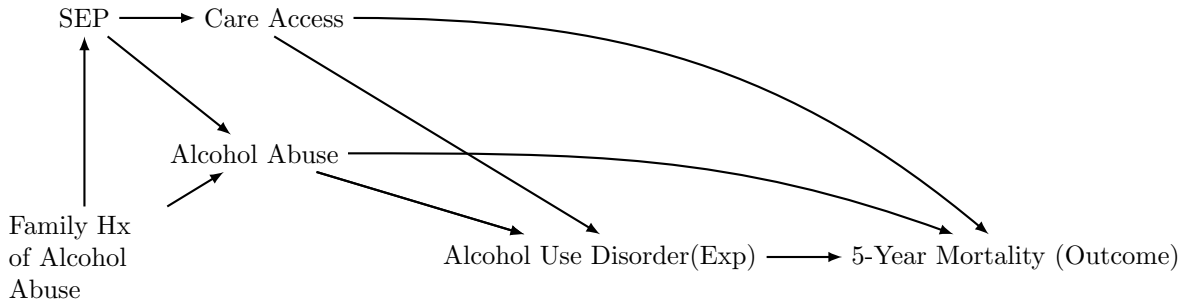 SEP
Care Access
Alcohol Abuse
Family Hx
of Alcohol
Abuse
Alcohol Use Disorder(Exp)
5-Year Mortality (Outcome)